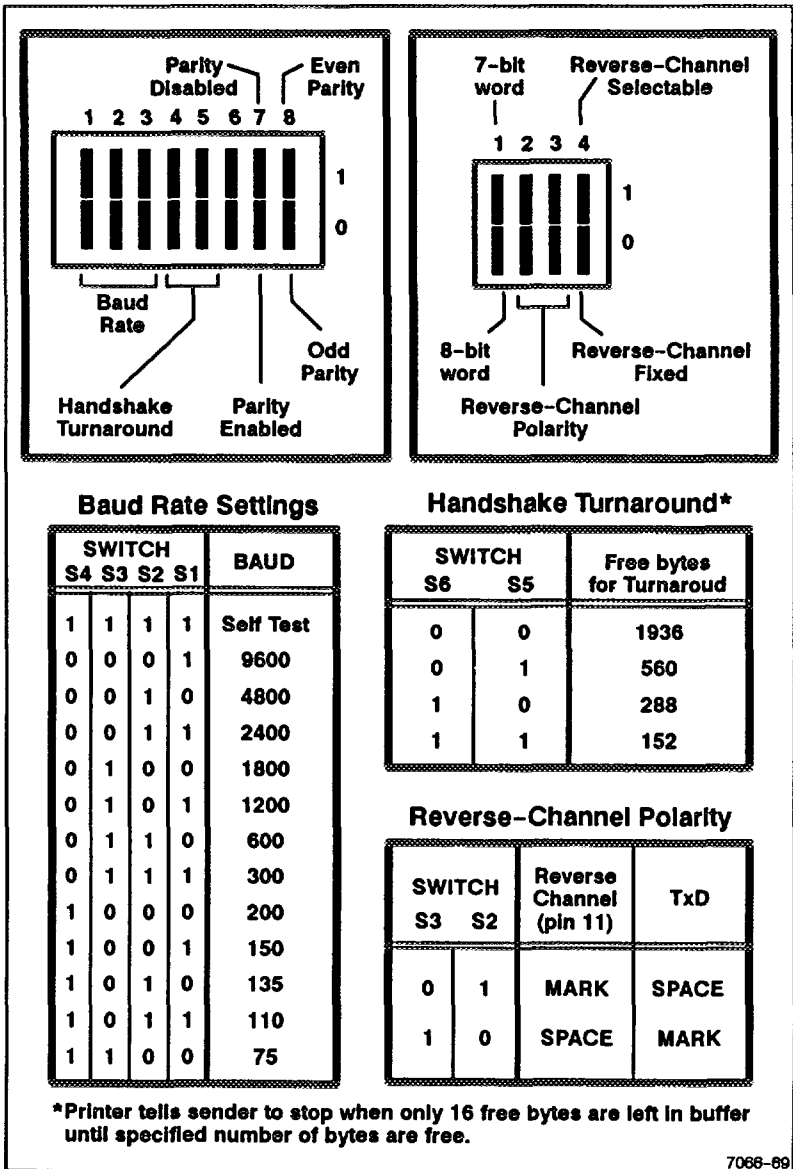 Parity Disabled
Even Parity
1 2 3 4 5 6 7 8
1
0
Baud Rate
Odd Parity
Handshake Turnaround
Parity Enabled
7-bit word
Reverse-Channel Selectable
1 2 3 4
1
0
8-bit word
Reverse-Channel Fixed
Reverse-Channel Polarity
Baud Rate Settings
SWITCH
S4 S3 S2 S1 BAUD
1 1 1 1 Self Test
0 0 0 1 9600
0 0 1 0 4800
0 0 1 1 2400
0 1 0 0 1800
0 1 0 1 1200
0 1 1 0 600
0 1 1 1 300
1 0 0 0 200
1 0 0 1 150
1 0 1 0 135
1 0 1 1 110
1 1 0 0 75
Handshake Turnaround*
SWITCH Free bytes
S6 S5 for Turnaroud
0 0 1936
0 1 560
1 0 288
1 1 152
Reverse-Channel Polarity
SWITCH
S3 S2
Reverse Channel (pin 11)
TxD
0 1 MARK SPACE
1 0 SPACE MARK
*Printer tells sender to stop when only 16 free bytes are left in buffer
until specified number of bytes are free.
7066-69